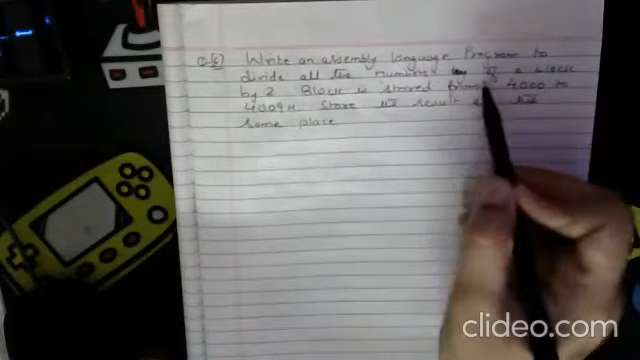 Q.6) Write an assembly language Program to
divide all the numbers of a block
by 2 Block is stored from 4000 to
4009H Store the result at the
same place
clideo.com